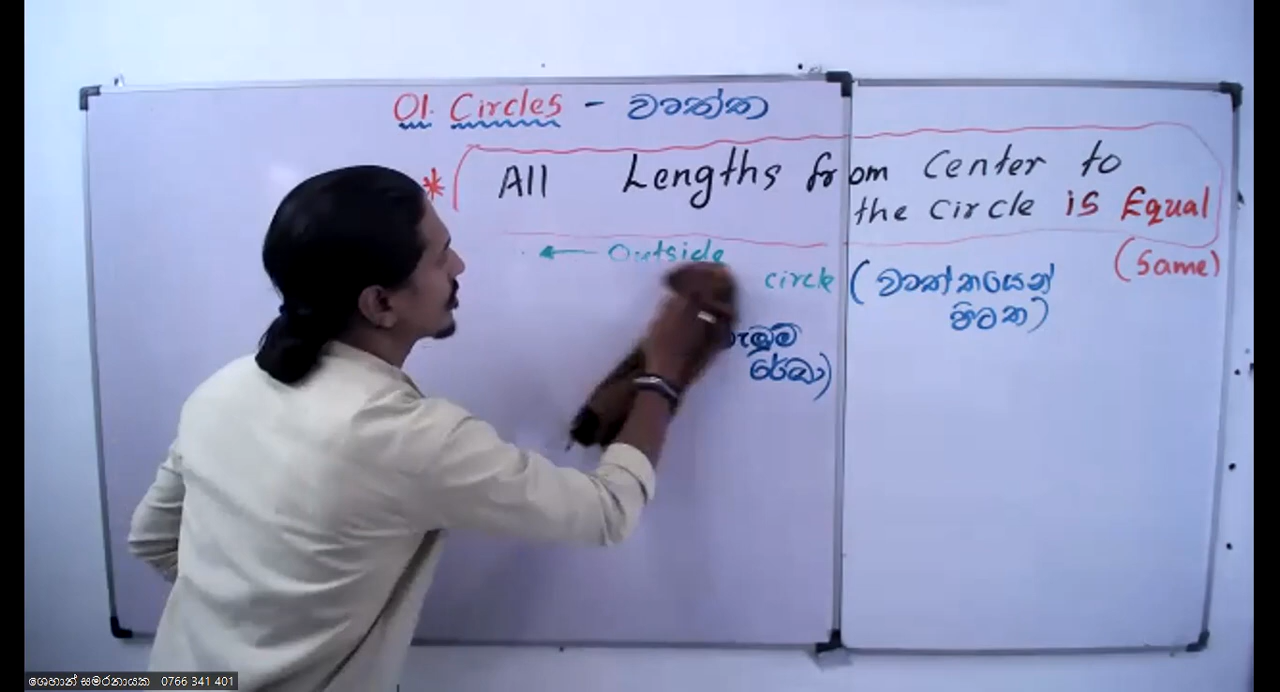 01. Circles - වෘත්ත
* All Lengths from Center to
the circle is Equal
(Same)
← Outside
circle (වෘත්තයෙන්
පිටත)
රේඛා)
ශෙහාන් සමරනායක 0766 341 401